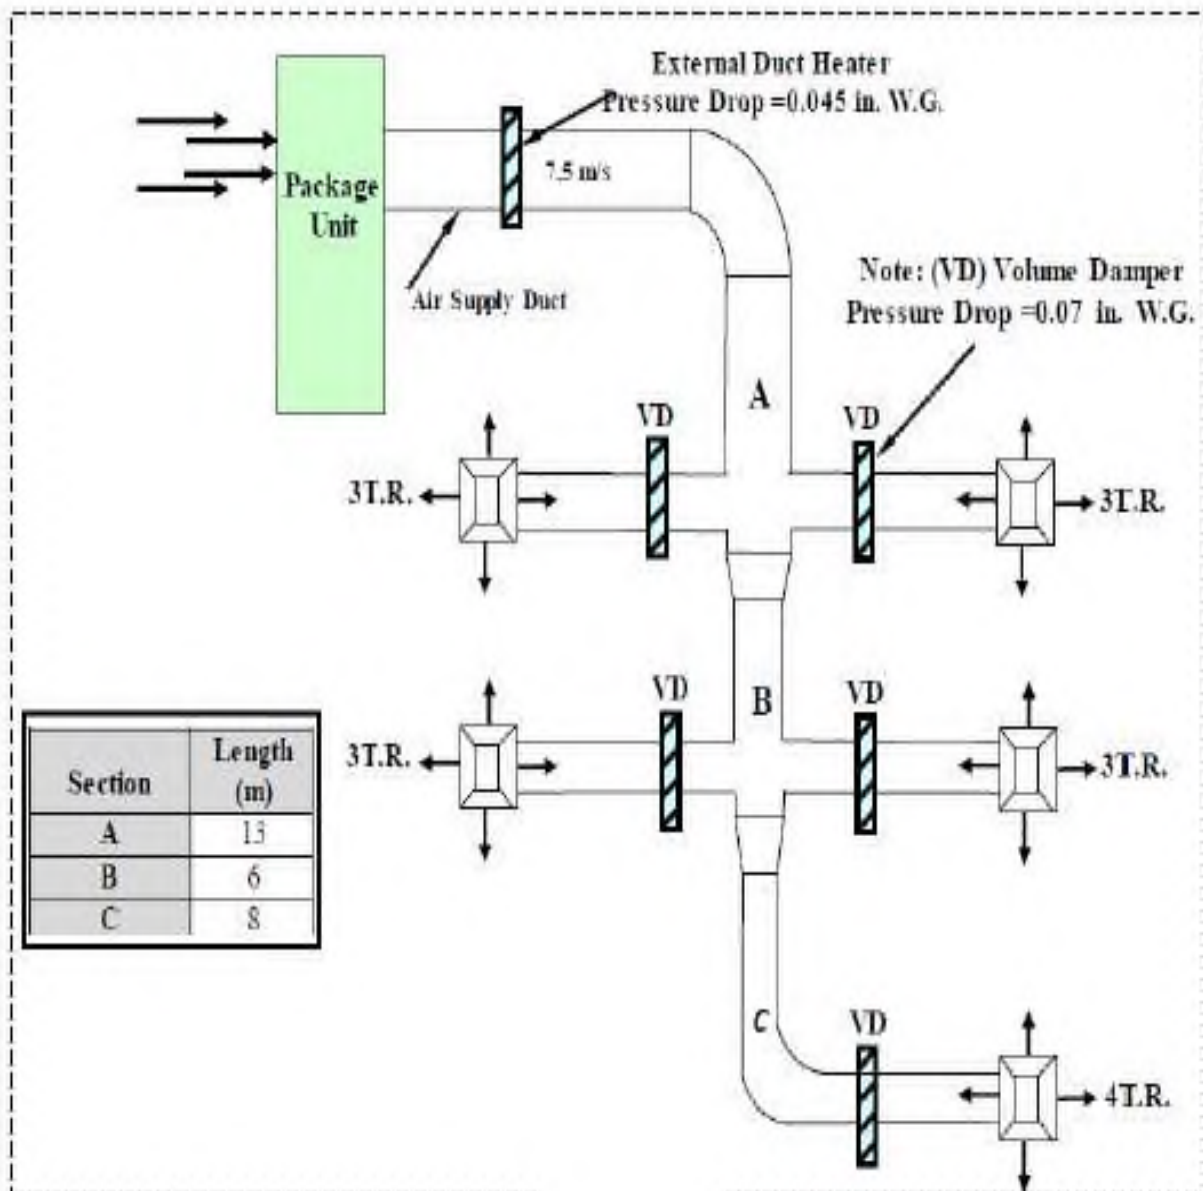 External Duct Heater
Pressure Drop =0.045 in. W.G.
7.5 m/s
Package
Unit
Air Supply Duct
Note: (VD) Volume Damper
Pressure Drop =0.07 in. W.G.
A
VD
VD
3T.R.
3T.R.
VD
B
VD
3T.R.
3T.R.
Section
Length
(m)
A
13
B
6
C
8
C
VD
4T.R.